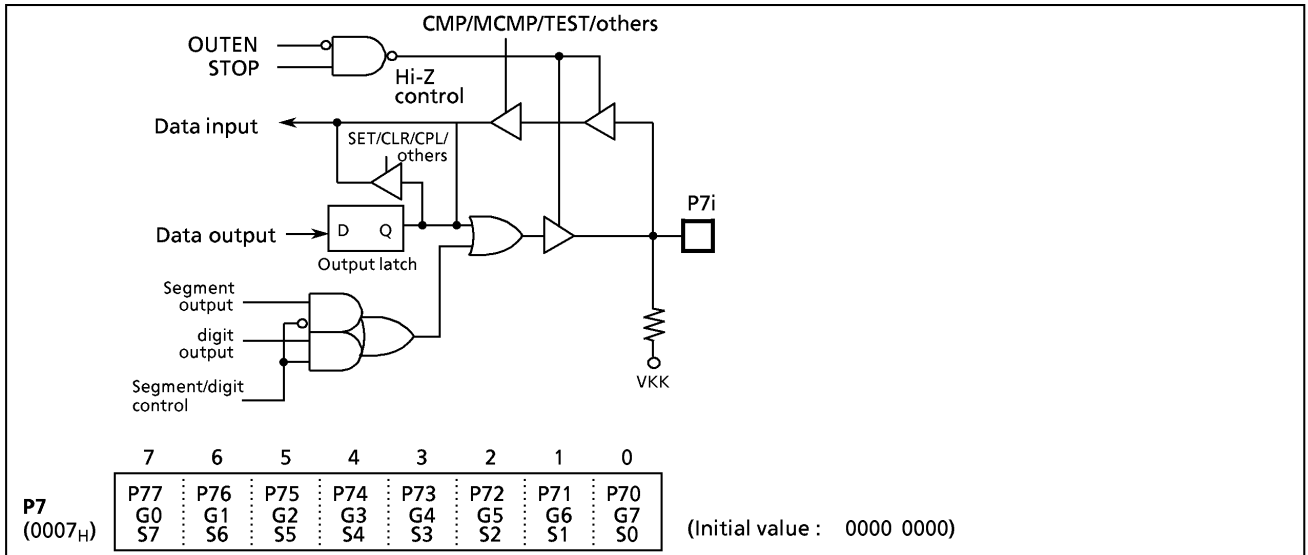 CMP/MCMP/TEST/others
OUTEN
STOP
Hi-Z
control
Data input
SET/CLR/CPL/
others
P7i
Data output
D Q
Output latch
Segment
output
digit
output
Segment/digit
control
VKK
7 6 5 4 3 2 1 0
P7
(0007H)
P77 P76 P75 P74 P73 P72 P71 P70
G0 G1 G2 G3 G4 G5 G6 G7
S7 S6 S5 S4 S3 S2 S1 S0
(Initial value : 0000 0000)